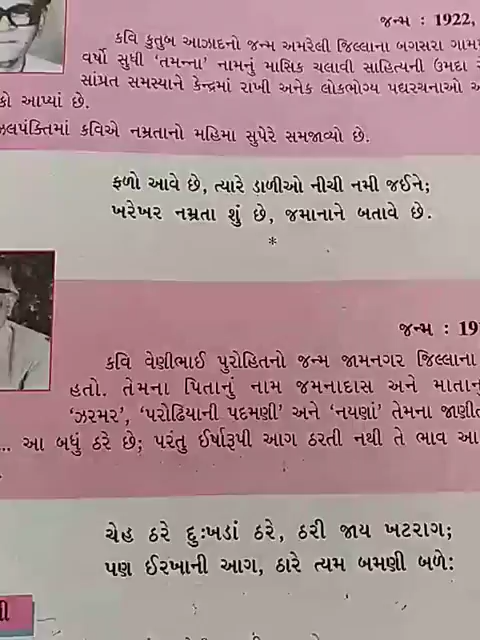 જન્મ : 1922,
કવિ કુતુબ આઝાદનો જન્મ અમરેલી જિલ્લાના બગસરા
વર્ષો સુધી ‘તમન્ના’ નામનું માસિક ચલાવી સાહિત્યની ઉમદા
સાંપ્રત સમસ્યાને કેન્દ્રમાં રાખી અનેક લોકભોગ્ય પદ્યરચનાઓ
આપ્યાં છે.
કવિએ નમ્રતાનો મહિમા સુપેરે સમજાવ્યો છે.
ફળો આવે છે, ત્યારે ડાળીઓ નીચી નમી જઈને;
ખરેખર નમ્રતા શું છે, જમાનાને બતાવે છે.
*
જન્મ : 19
કવિ વેણીભાઈ પુરોહિતનો જન્મ જામનગર જિલ્લાના
હતો. તેમના પિતાનું નામ જમનાદાસ અને
‘ઝરમર’, ‘પરોઢિયાની પદમણી’ અને ‘નયણાં’ તેમના
... આ બધું ઠરે છે; પરંતુ ઈર્ષારૂપી આગ ઠરતી નથી તે ભાવ
ચેહ ઠરે દુઃખડાં ઠરે, ઠરી જાય ખટરાગ;
પણ ઈરખાની આગ, ઠારે ત્યમ બમણી બળે: